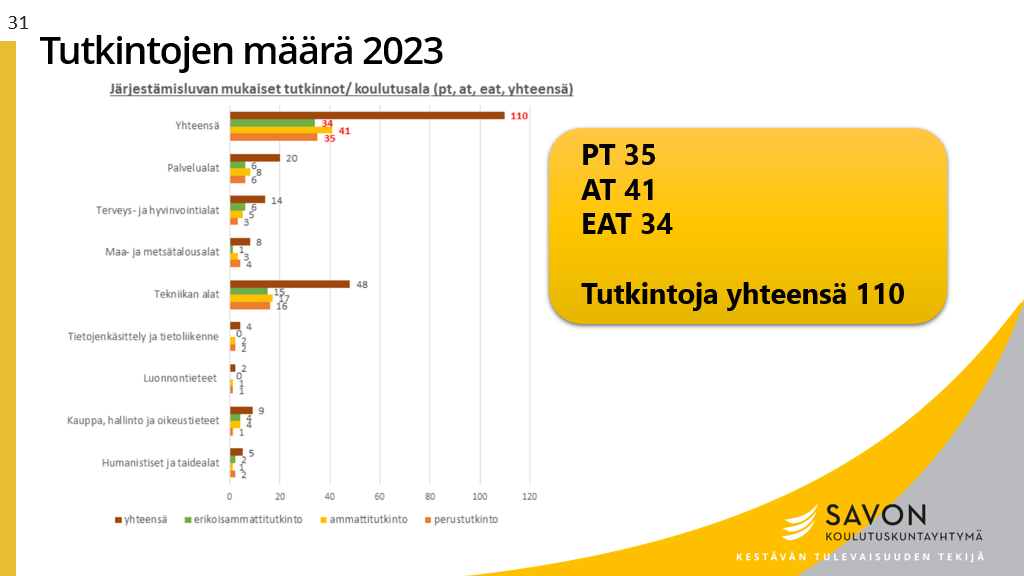 31
Tutkintojen määrä 2023
Järjestämisluvan mukaiset tutkinnot/ koulutusala (pt, at, eat, yhteensä)
Yhteensä
110
34
41
35
Palvelualat
20
6
8
6
Terveys- ja hyvinvointialat
14
6
5
3
Maa- ja metsätalousalat
8
1
3
4
Tekniikan alat
48
15
17
16
Tietojenkäsittely ja tietoliikenne
4
0
2
2
Luonnontieteet
2
0
1
1
Kauppa, hallinto ja oikeustieteet
9
4
4
1
Humanistiset ja taidealat
5
2
1
2
0 20 40 60 80 100 120
yhteensä erikoisammattitutkinto ammattitutkinto perustutkinto
PT 35
AT 41
EAT 34
Tutkintoja yhteensä 110
SAVON
KOULUTUSKUNTAYHTYMÄ
KESTÄVÄN TULEVAISUUDEN TEKIJÄ